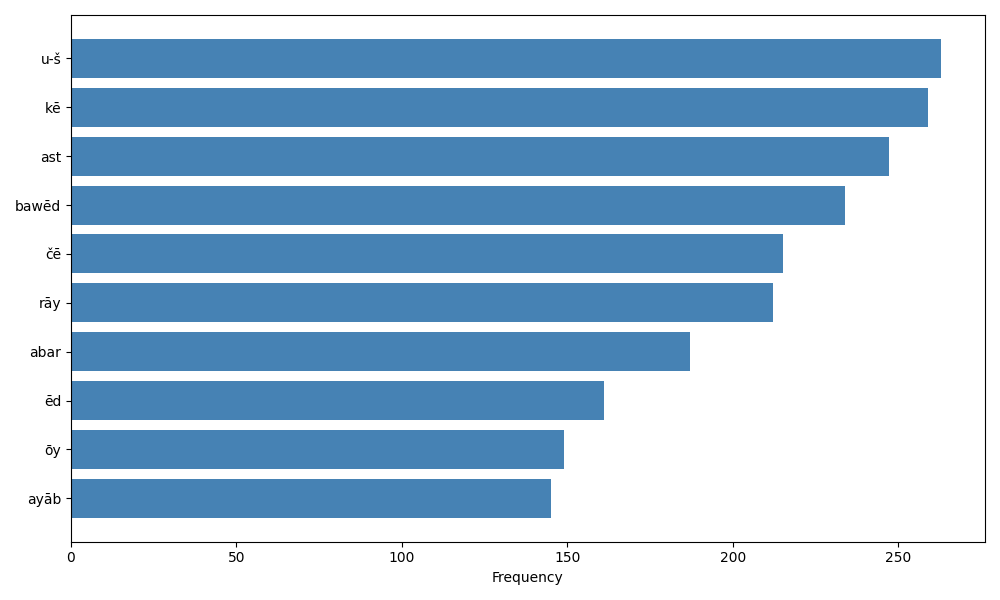 u-š
kē
ast
bawēd
čē
rāy
abar
ēd
ōy
ayāb
0 50 100 150 200 250
Frequency